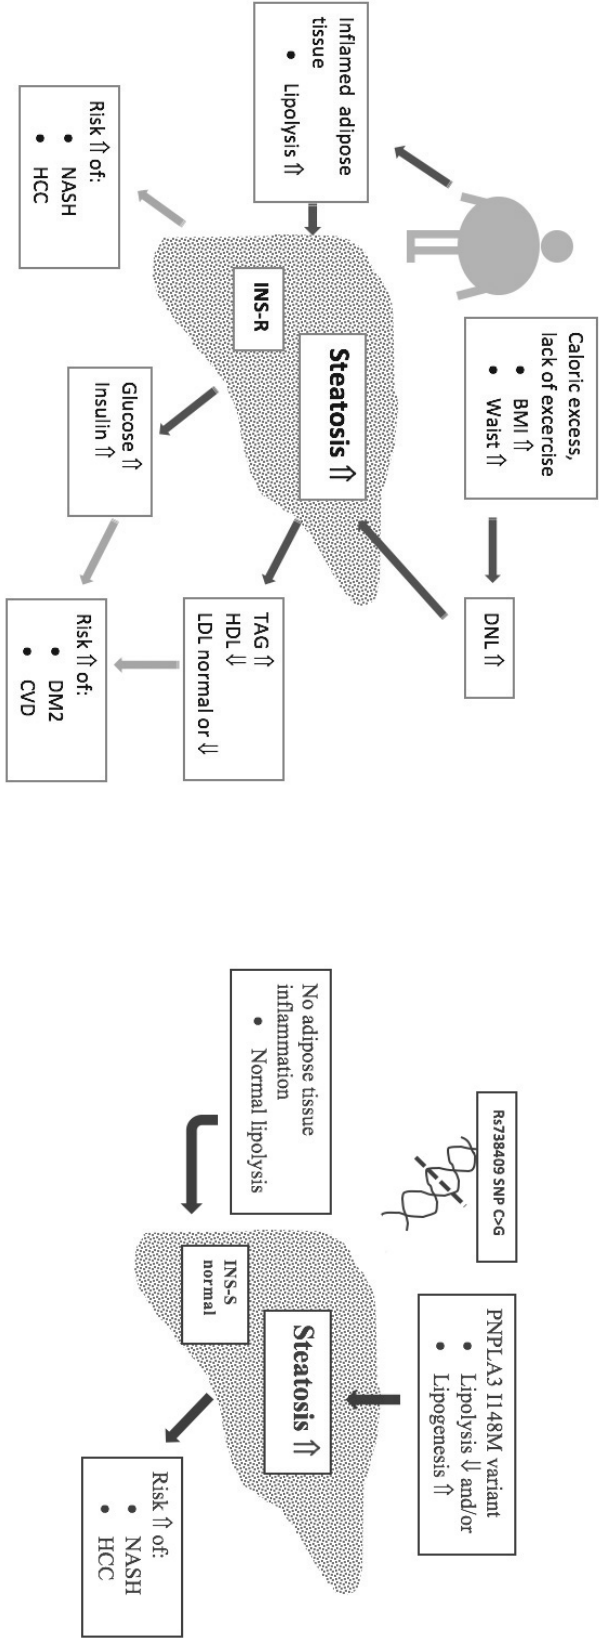 Caloric excess,
lack of excercise
• BMI ⇑
• Waist ⇑
DNL ⇑
Inflamed adipose
tissue
• Lipolysis ⇑
Steatosis ⇑
INS-R
TAG ⇑
HDL ⇓
LDL normal or ⇓
Glucose ⇑
Insulin ⇑
Risk ⇑ of:
• NASH
• HCC
Risk ⇑ of:
• DM2
• CVD
Rs738409 SNP C>G
PNPLA3 I148M variant
• Lipolysis ⇓ and/or
• Lipogenesis ⇑
No adipose tissue
inflammation
• Normal lipolysis
Steatosis ⇑
INS-S
normal
Risk ⇑ of:
• NASH
• HCC